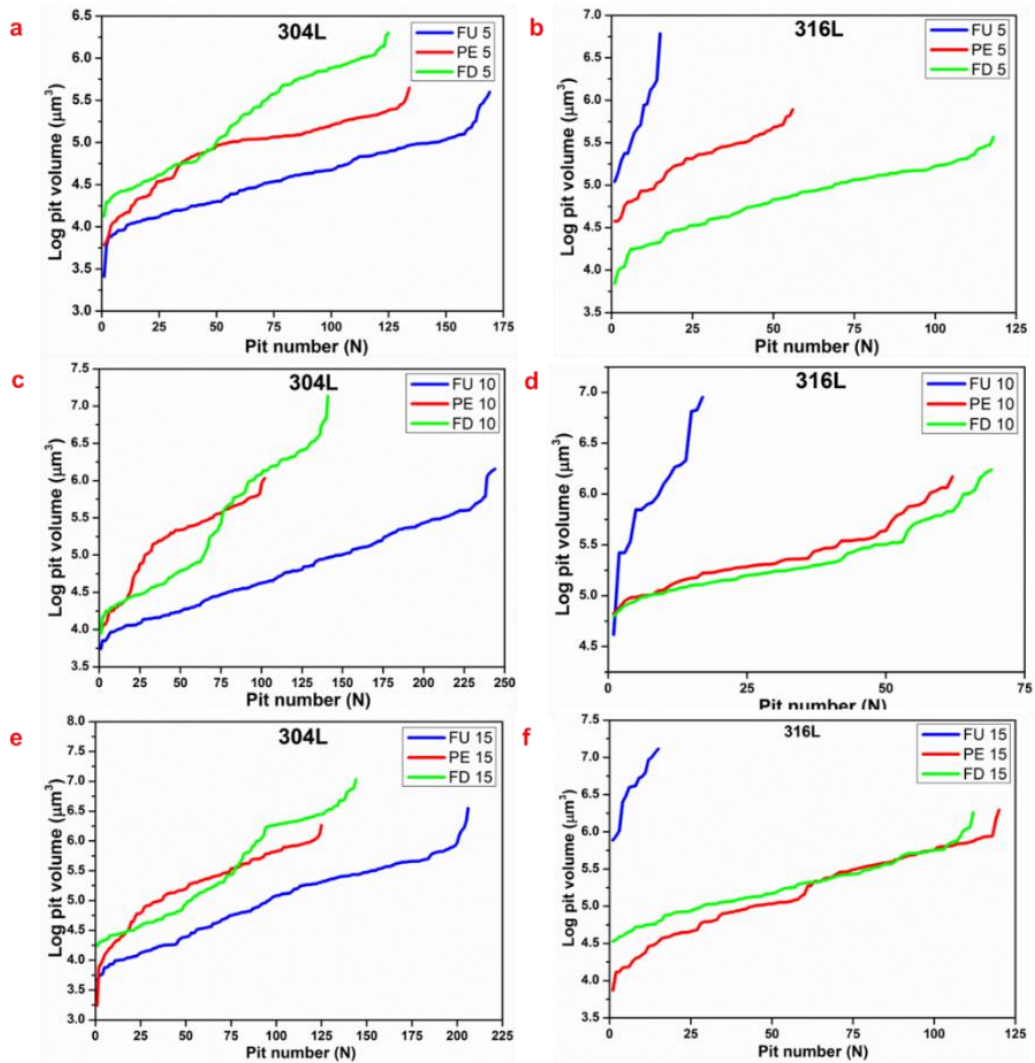 a
304L
FU 5
PE 5
FD 5
Log pit volume (µm³)
6.5
6.0
5.5
5.0
4.5
4.0
3.5
3.0
0 25 50 75 100 125 150 175
Pit number (N)
b
316L
FU 5
PE 5
FD 5
Log pit volume (µm³)
7.0
6.5
6.0
5.5
5.0
4.5
4.0
3.5
0 25 50 75 100 125
Pit number (N)
c
304L
FU 10
PE 10
FD 10
Log pit volume (µm³)
7.5
7.0
6.5
6.0
5.5
5.0
4.5
4.0
3.5
0 25 50 75 100 125 150 175 200 225 250
Pit number (N)
d
316L
FU 10
PE 10
FD 10
Log pit volume (µm³)
7.0
6.5
6.0
5.5
5.0
4.5
0 25 50 75
Pit number (N)
e
304L
FU 15
PE 15
FD 15
Log pit volume (µm³)
8.0
7.5
7.0
6.5
6.0
5.5
5.0
4.5
4.0
3.5
3.0
0 25 50 75 100 125 150 175 200 225
Pit number (N)
f
316L
FU 15
PE 15
FD 15
Log pit volume (µm³)
7.5
7.0
6.5
6.0
5.5
5.0
4.5
4.0
3.5
0 25 50 75 100 125
Pit number (N)